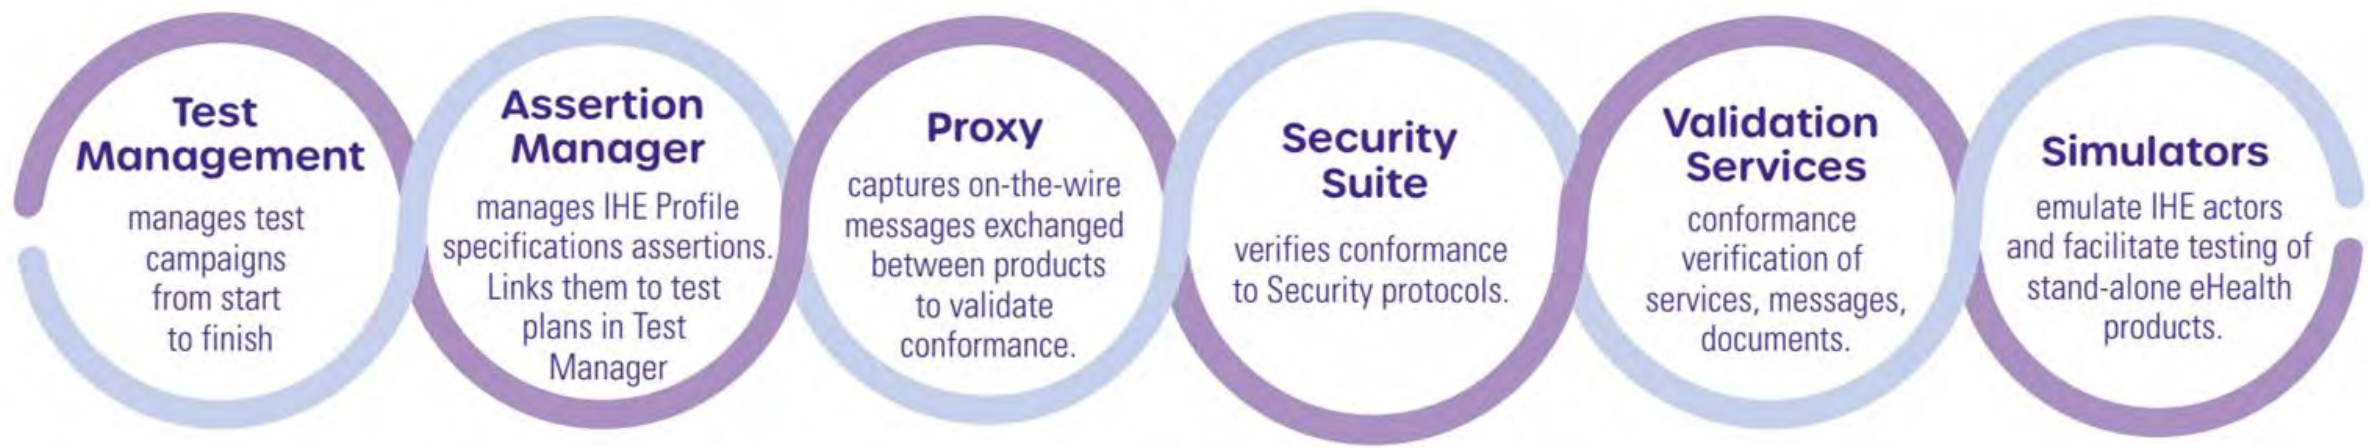 Test
Management
manages test
campaigns
from start
to finish
Assertion
Manager
manages IHE Profile
specifications assertions.
Links them to test
plans in Test
Manager
Proxy
captures on-the-wire
messages exchanged
between products
to validate
conformance.
Security
Suite
verifies conformance
to Security protocols.
Validation
Services
conformance
verification of
services, messages,
documents.
Simulators
emulate IHE actors
and facilitate testing of
stand-alone eHealth
products.